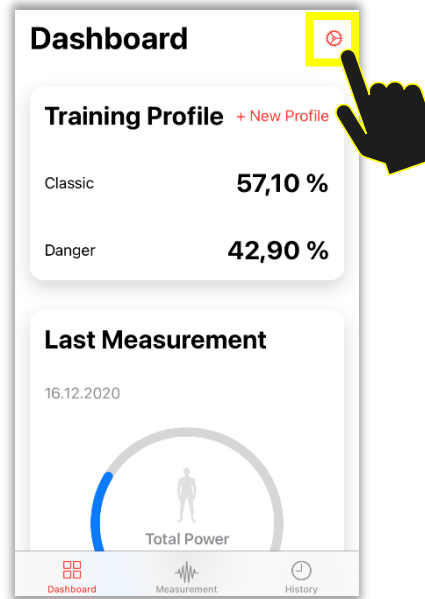 Dashboard
Training Profile + New Profile
Classic 57,10 %
Danger 42,90 %
Last Measurement
16.12.2020
Total Power
Dashboard Measurement History